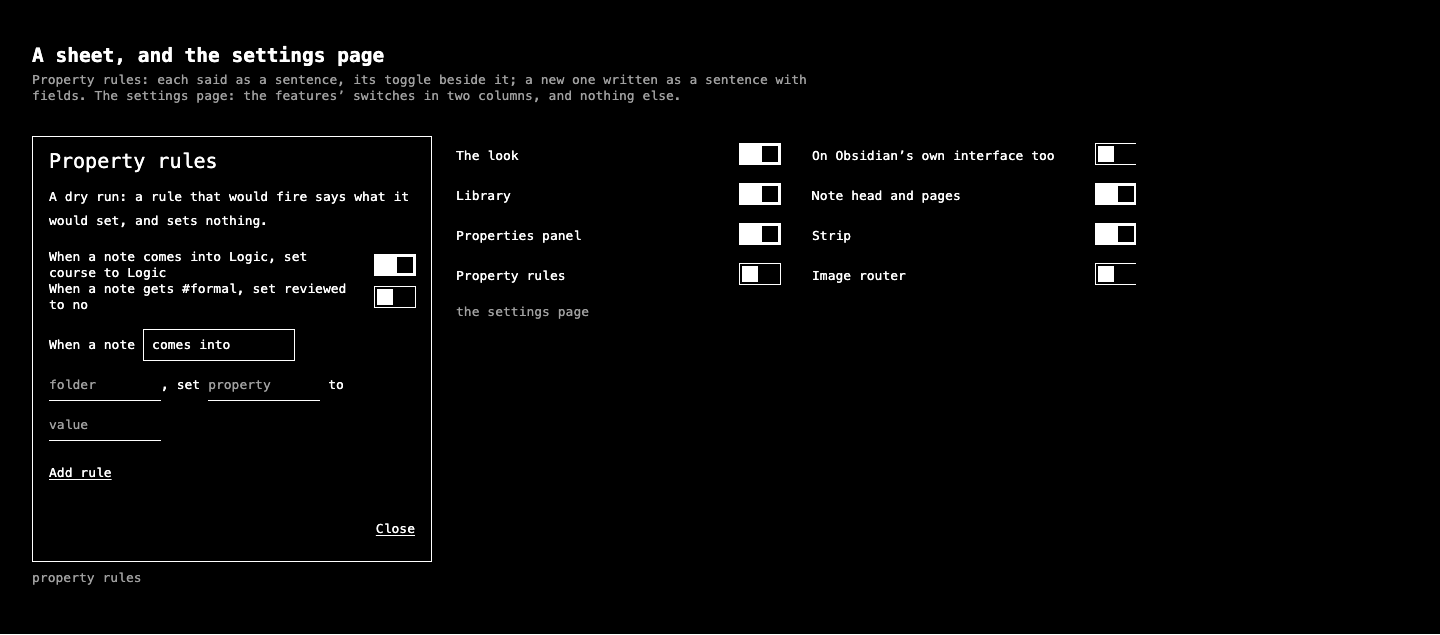 A sheet, and the settings page
Property rules: each said as a sentence, its toggle beside it; a new one written as a sentence with
fields. The settings page: the features’ switches in two columns, and nothing else.
Property rules
A dry run: a rule that would fire says what it
would set, and sets nothing.
When a note comes into Logic, set
course to Logic
When a note gets #formal, set reviewed
to no
When a note comes into
folder, set property to
value
Add rule
Close
property rules
The look
On Obsidian’s own interface too
Library
Note head and pages
Properties panel
Strip
Property rules
Image router
the settings page